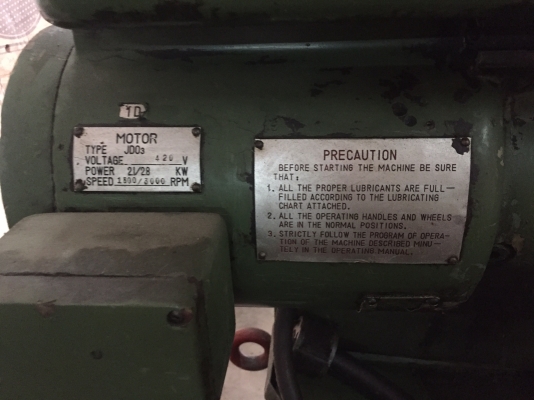 10
MOTOR
TYPE JDO3
VOLTAGE 420 V
POWER 21/28 KW
SPEED 1500/3000 RPM
PRECAUTION
BEFORE STARTING THE MACHINE BE SURE
THAT:
1. ALL THE PROPER LUBRICANTS ARE FULL-
FILLED ACCORDING TO THE LUBRICATING
CHART ATTACHED.
2. ALL THE OPERATING HANDLES AND WHEELS
ARE IN THE NORMAL POSITIONS.
3. STRICTLY FOLLOW THE PROGRAM OF OPERA-
TION OF THE MACHINE DESCRIBED MINU-
TELY IN THE OPERATING MANUAL.